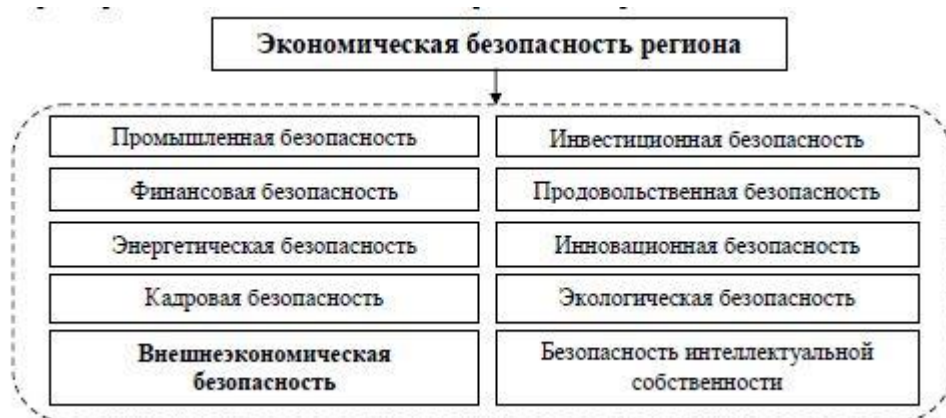 Экономическая безопасность региона
Промышленная безопасность
Инвестиционная безопасность
Финансовая безопасность
Продовольственная безопасность
Энергетическая безопасность
Инновационная безопасность
Кадровая безопасность
Экологическая безопасность
Внешнеэкономическая
безопасность
Безопасность интеллектуальной
собственности